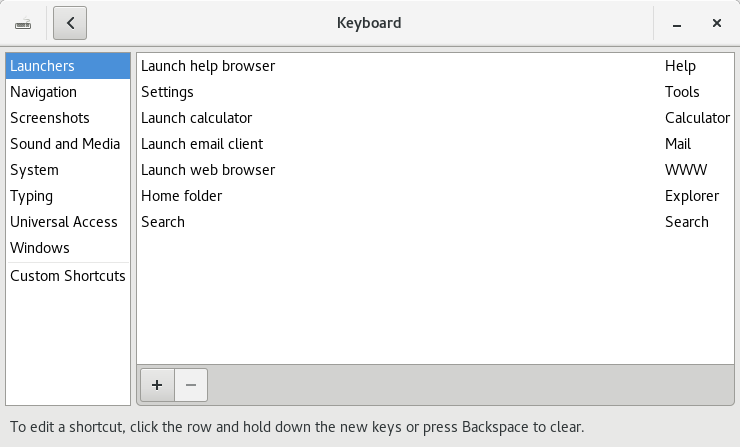 Keyboard
Launchers
Navigation
Screenshots
Sound and Media
System
Typing
Universal Access
Windows
Custom Shortcuts
Launch help browser Help
Settings Tools
Launch calculator Calculator
Launch email client Mail
Launch web browser WWW
Home folder Explorer
Search Search
To edit a shortcut, click the row and hold down the new keys or press Backspace to clear.